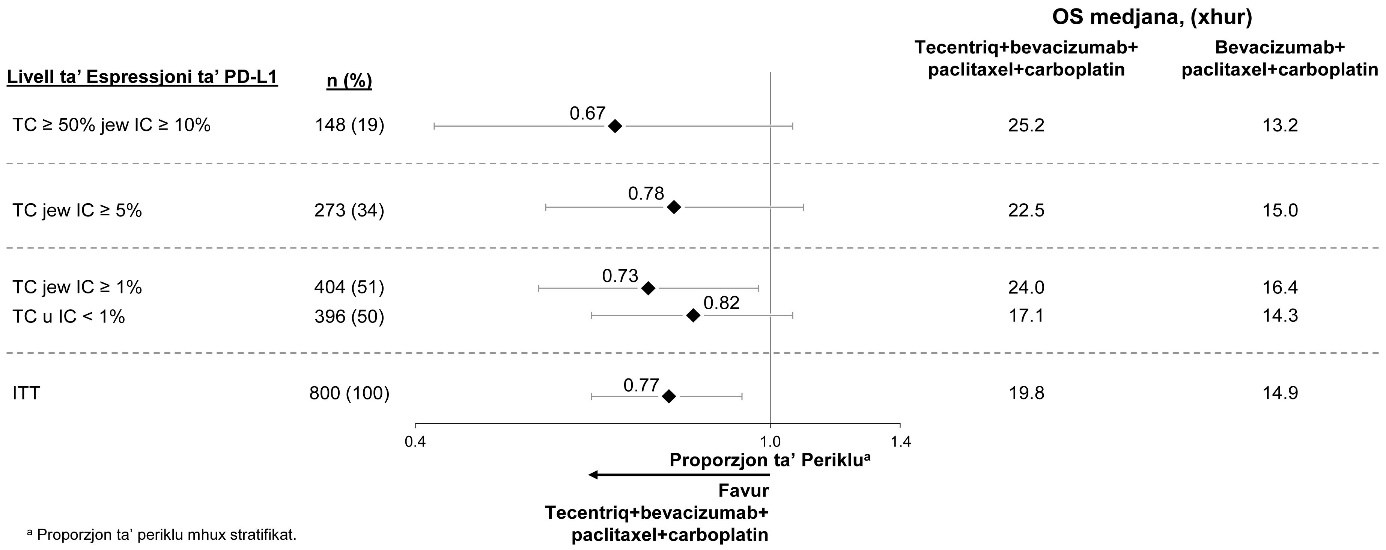 OS medjana, (xhur)
Tecentriq+bevacizumab+ Bevacizumab+
paclitaxel+carboplatin paclitaxel+carboplatin
Livell ta’ Espressjoni ta’ PD-L1 n (%)
TC ≥ 50% jew IC ≥ 10% 148 (19) 0.67 25.2 13.2
TC jew IC ≥ 5% 273 (34) 0.78 22.5 15.0
TC jew IC ≥ 1% 404 (51) 0.73 24.0 16.4
TC u IC < 1% 396 (50) 0.82 17.1 14.3
ITT 800 (100) 0.77 19.8 14.9
0.4 1.0 1.4
Proporzjon ta’ Periklua
Favur
Tecentriq+bevacizumab+
paclitaxel+carboplatin
a Proporzjon ta’ periklu mhux stratifikat.